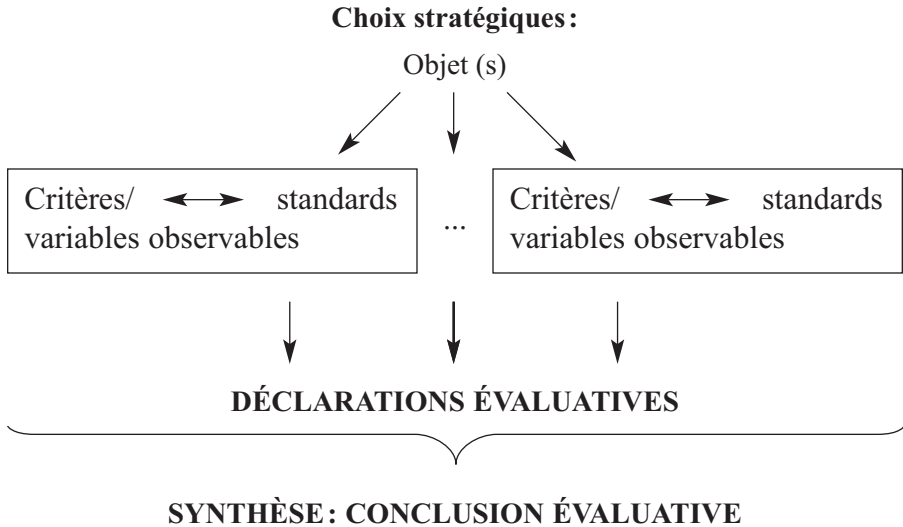 Choix stratégiques :
Objet (s)
Critères/ standards
variables observables
...
Critères/ standards
variables observables
DÉCLARATIONS ÉVALUATIVES
SYNTHÈSE : CONCLUSION ÉVALUATIVE